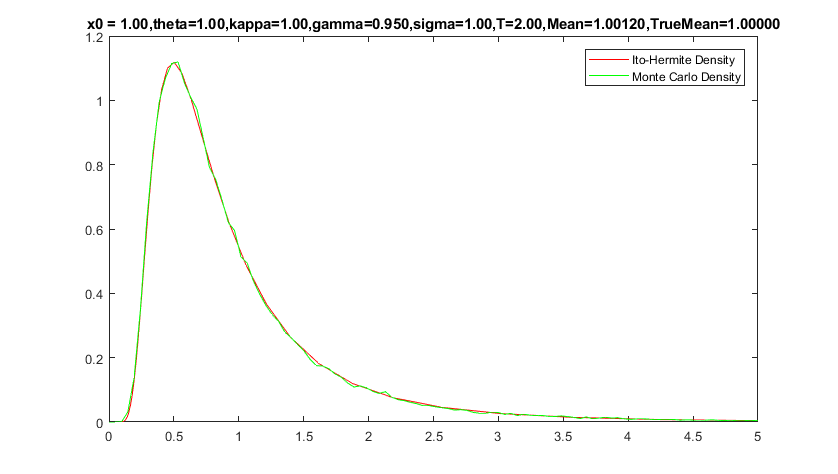 x0 = 1.00,theta=1.00,kappa=1.00,gamma=0.950,sigma=1.00,T=2.00,Mean=1.00120,TrueMean=1.00000
Ito-Hermite Density
Monte Carlo Density
1.2
1
0.8
0.6
0.4
0.2
0
0 0.5 1 1.5 2 2.5 3 3.5 4 4.5 5